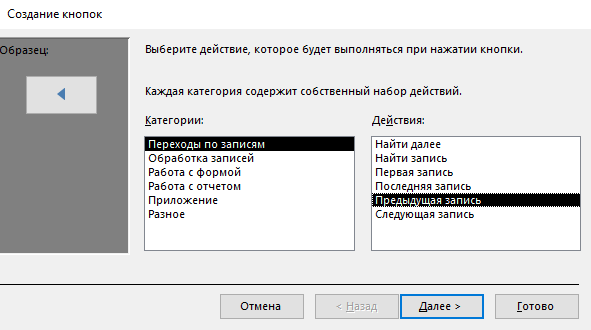 Создание кнопок
Образец:
Выберите действие, которое будет выполняться при нажатии кнопки.
Каждая категория содержит собственный набор действий.
Категории:
Действия:
Переходы по записям
Обработка записей
Работа с формой
Работа с отчетом
Приложение
Разное
Найти далее
Найти запись
Первая запись
Последняя запись
Предыдущая запись
Следующая запись
Отмена
< Назад
Далее >
Готово